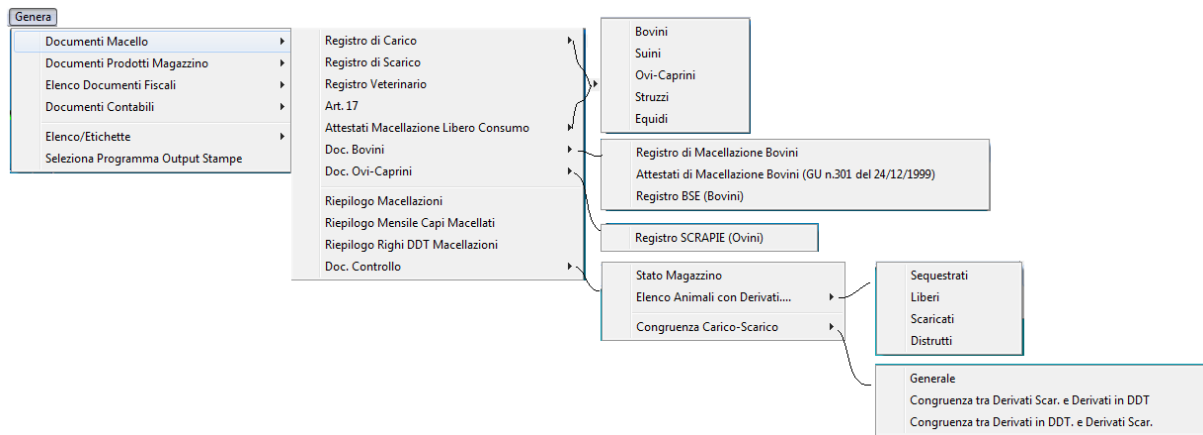 Genera
Documenti Macello
Documenti Prodotti Magazzino
Elenco Documenti Fiscali
Documenti Contabili
Elenco/Etichette
Seleziona Programma Output Stampe
Registro di Carico
Registro di Scarico
Registro Veterinario
Art. 17
Attestati Macellazione Libero Consumo
Doc. Bovini
Doc. Ovi-Caprini
Riepilogo Macellazioni
Riepilogo Mensile Capi Macellati
Riepilogo Righi DDT Macellazioni
Doc. Controllo
Bovini
Suini
Ovi-Caprini
Struzzi
Equidi
Registro di Macellazione Bovini
Attestati di Macellazione Bovini (GU n.301 del 24/12/1999)
Registro BSE (Bovini)
Registro SCRAPIE (Ovini)
Stato Magazzino
Elenco Animali con Derivati....
Congruenza Carico-Scarico
Sequestrati
Liberi
Scaricati
Distrutti
Generale
Congruenza tra Derivati Scar. e Derivati in DDT
Congruenza tra Derivati in DDT. e Derivati Scar.